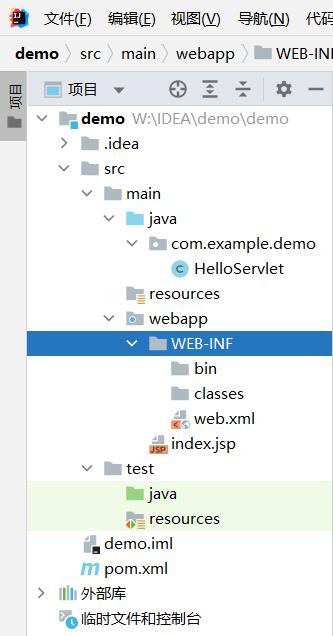 文件(F) 编辑(E) 视图(V) 导航(N) 代码
demo src main webapp WEB-INF
项目
项目
demo W:\IDEA\demo\demo
.idea
src
main
java
com.example.demo
C HelloServlet
resources
webapp
WEB-INF
bin
classes
web.xml
JSP index.jsp
test
java
resources
demo.iml
m pom.xml
外部库
临时文件和控制台